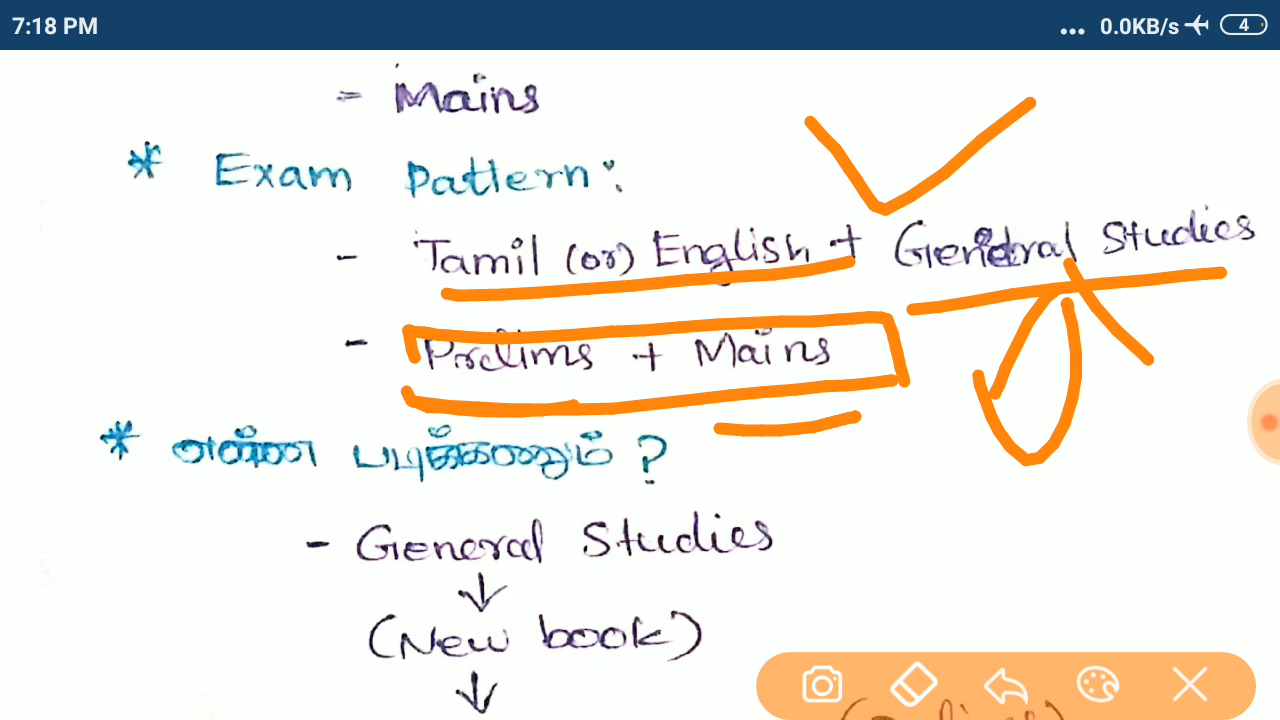 7:18 PM ... 0.0KB/s 4
= Mains
* Exam Pattern:
- Tamil (or) English + General Studies
- Prelims + Mains
* என்ன படிக்கணும்?
- General Studies
↓
(New book)
↓